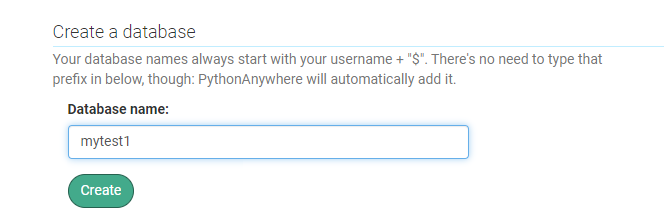 Create a database
Your database names always start with your username + "$". There's no need to type that
prefix in below, though: PythonAnywhere will automatically add it.
Database name:
mytest1
Create